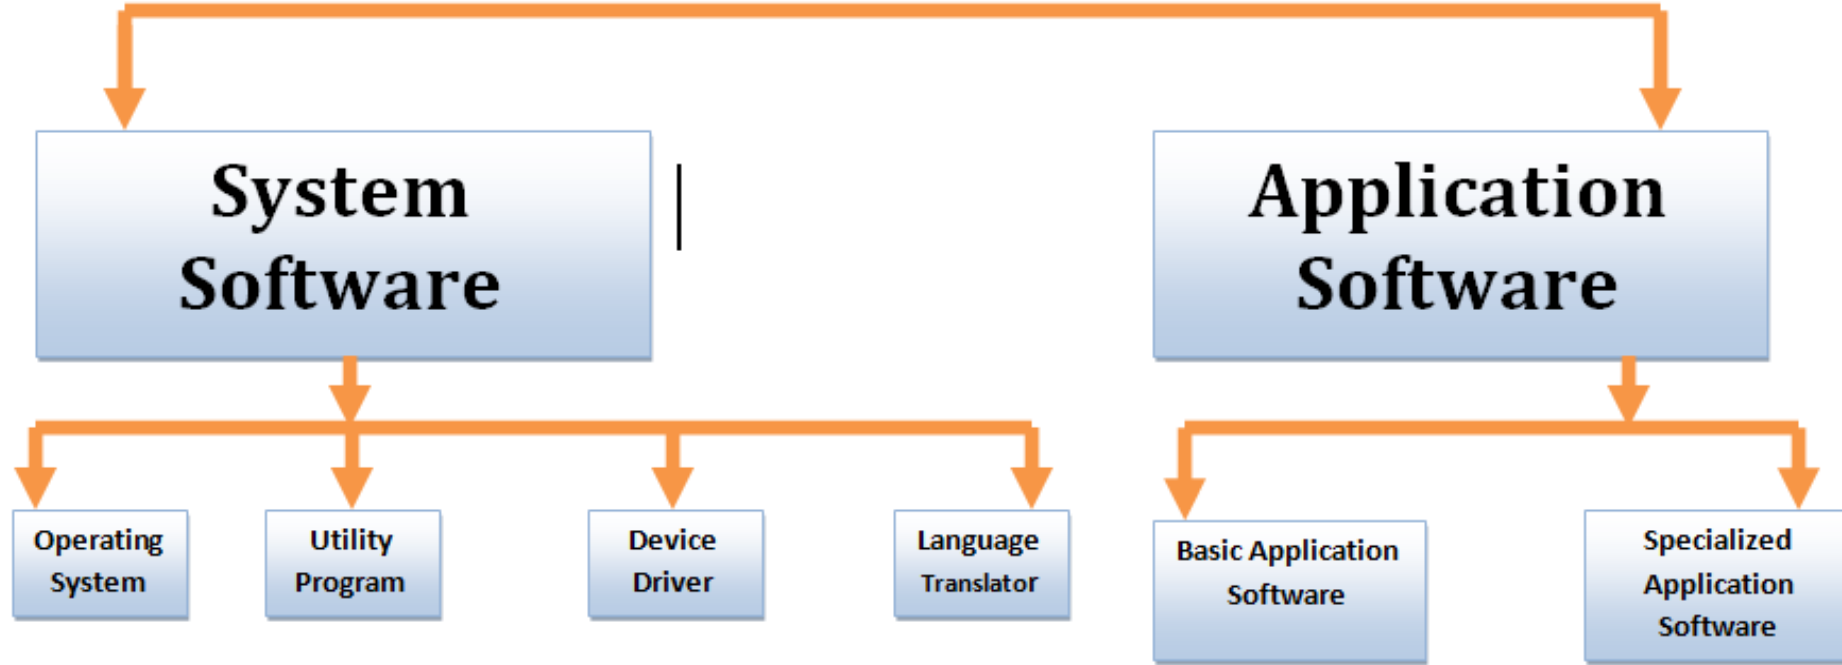 System
Software
Application
Software
Operating
System
Utility
Program
Device
Driver
Language
Translator
Basic Application
Software
Specialized
Application
Software